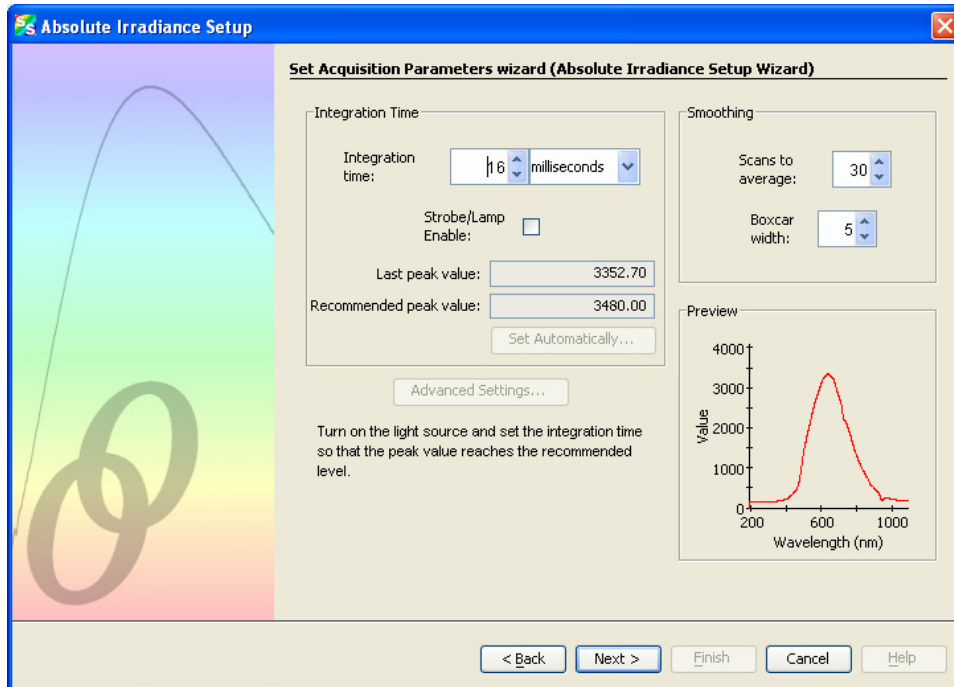 Absolute Irradiance Setup
Set Acquisition Parameters wizard (Absolute Irradiance Setup Wizard)
Integration Time
Integration time:
16
milliseconds
Strobe/Lamp Enable:
Last peak value:
3352.70
Recommended peak value:
3480.00
Set Automatically...
Advanced Settings...
Turn on the light source and set the integration time
so that the peak value reaches the recommended
level.
Smoothing
Scans to average:
30
Boxcar width:
5
Preview
4000
3000
2000
1000
0
Value
200 600 1000
Wavelength (nm)
< Back
Next >
Finish
Cancel
Help